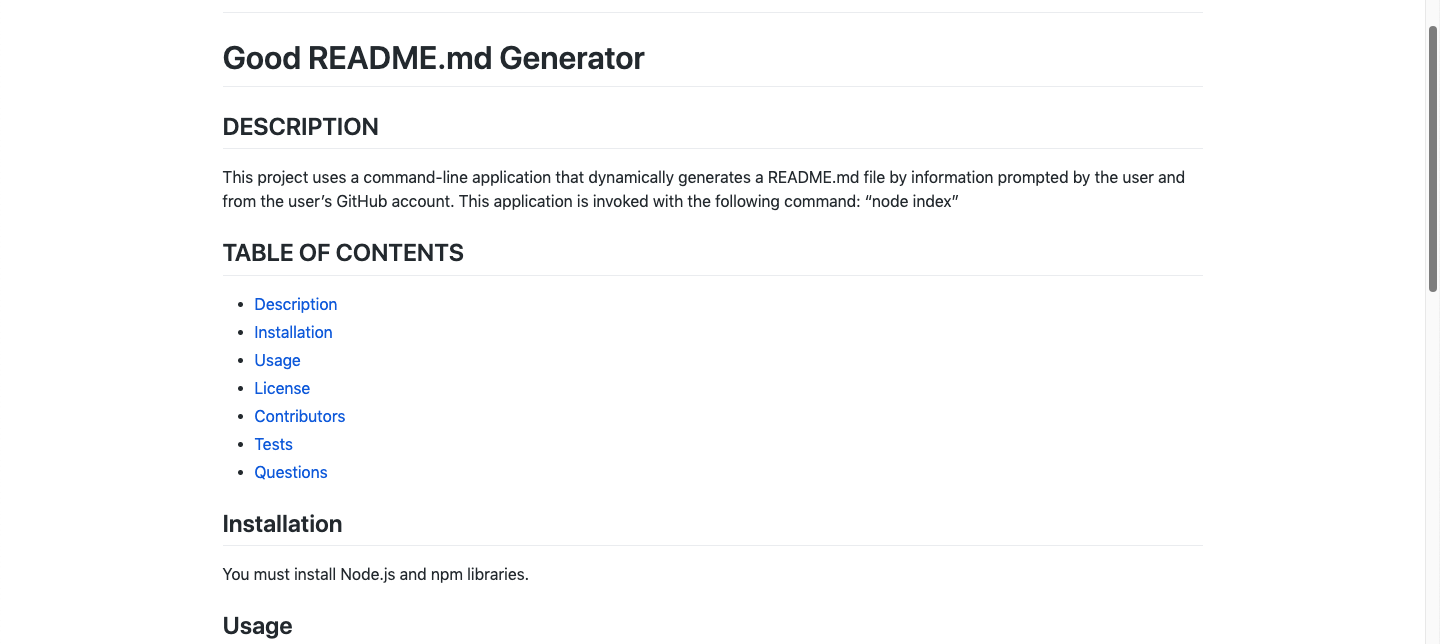 Good README.md Generator
DESCRIPTION
This project uses a command-line application that dynamically generates a README.md file by information prompted by the user and
from the user’s GitHub account. This application is invoked with the following command: “node index”
TABLE OF CONTENTS
Description
Installation
Usage
License
Contributors
Tests
Questions
Installation
You must install Node.js and npm libraries.
Usage